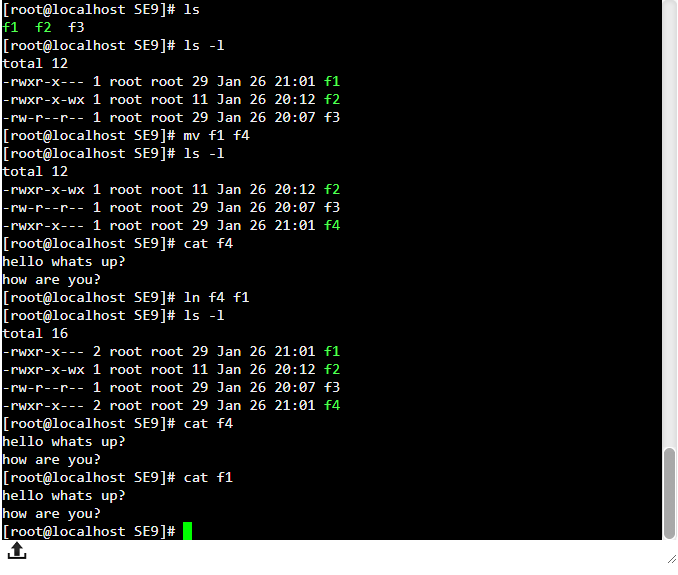 [root@localhost SE9]# ls
f1  f2  f3
[root@localhost SE9]# ls -l
total 12
-rwxr-x--- 1 root root 29 Jan 26 21:01 f1
-rwxr-x-wx 1 root root 11 Jan 26 20:12 f2
-rw-r--r-- 1 root root 29 Jan 26 20:07 f3
[root@localhost SE9]# mv f1 f4
[root@localhost SE9]# ls -l
total 12
-rwxr-x-wx 1 root root 11 Jan 26 20:12 f2
-rw-r--r-- 1 root root 29 Jan 26 20:07 f3
-rwxr-x--- 1 root root 29 Jan 26 21:01 f4
[root@localhost SE9]# cat f4
hello whats up?
how are you?
[root@localhost SE9]# ln f4 f1
[root@localhost SE9]# ls -l
total 16
-rwxr-x--- 2 root root 29 Jan 26 21:01 f1
-rwxr-x-wx 1 root root 11 Jan 26 20:12 f2
-rw-r--r-- 1 root root 29 Jan 26 20:07 f3
-rwxr-x--- 2 root root 29 Jan 26 21:01 f4
[root@localhost SE9]# cat f4
hello whats up?
how are you?
[root@localhost SE9]# cat f1
hello whats up?
how are you?
[root@localhost SE9]#